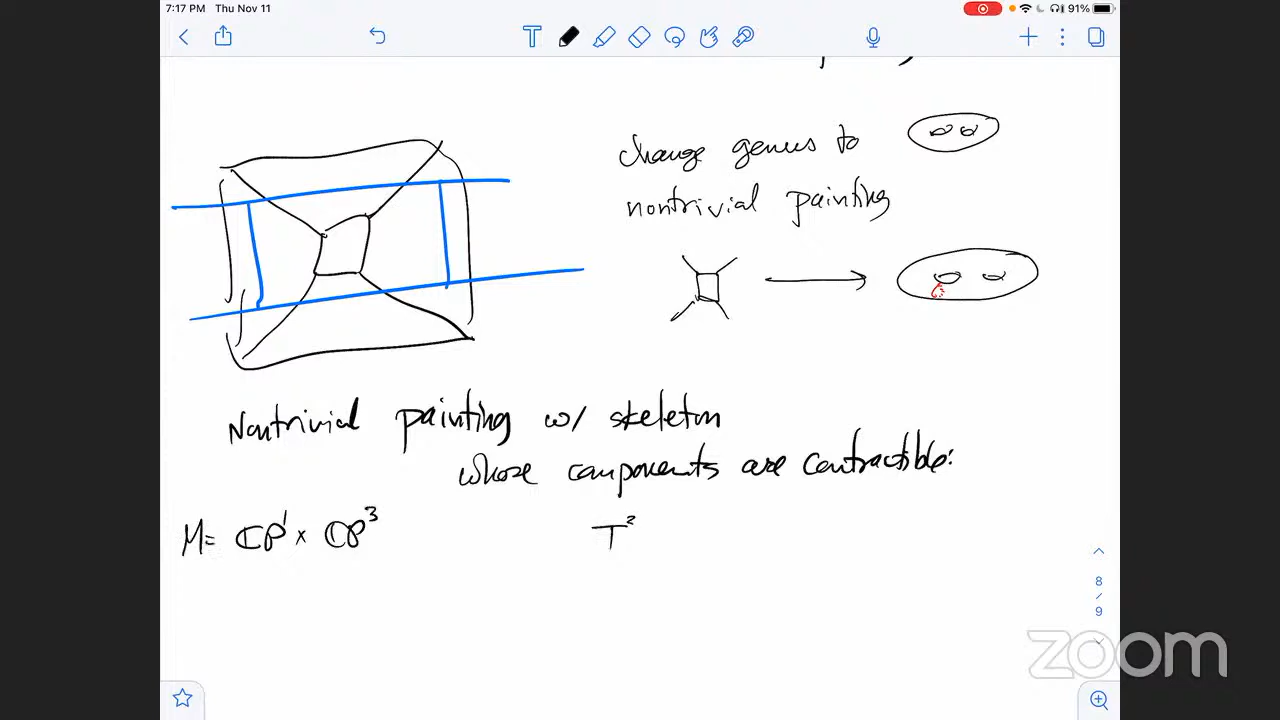 7:17 PM Thu Nov 11
91%
change genus to
nontrivial painting
Nontrivial painting w/ skeleton
whose components are contractible:
M= ℂP¹ × ℂP³ T²
8
/
9
zoom